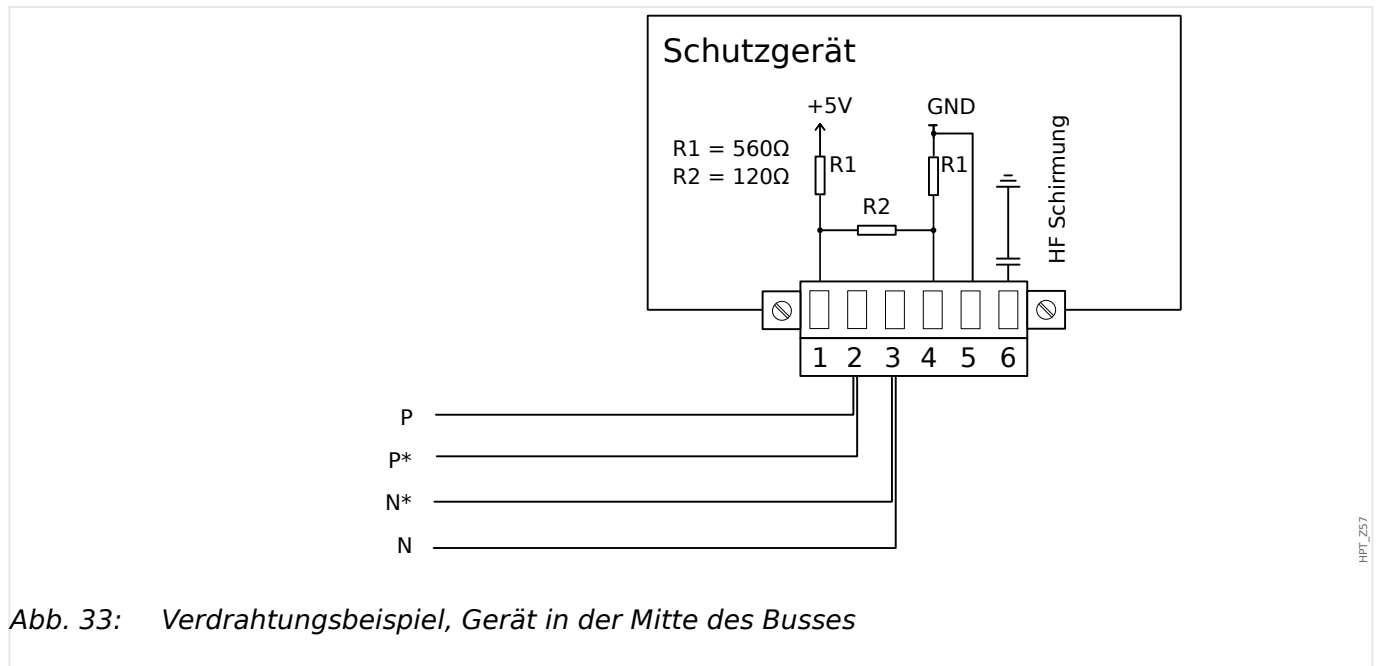 Schutzgerät
+5V
GND
R1 = 560Ω
R2 = 120Ω
R1
R1
R2
HF Schirmung
1 2 3 4 5 6
P
P*
N*
N
HPT_Z57
Abb. 33: Verdrahtungsbeispiel, Gerät in der Mitte des Busses